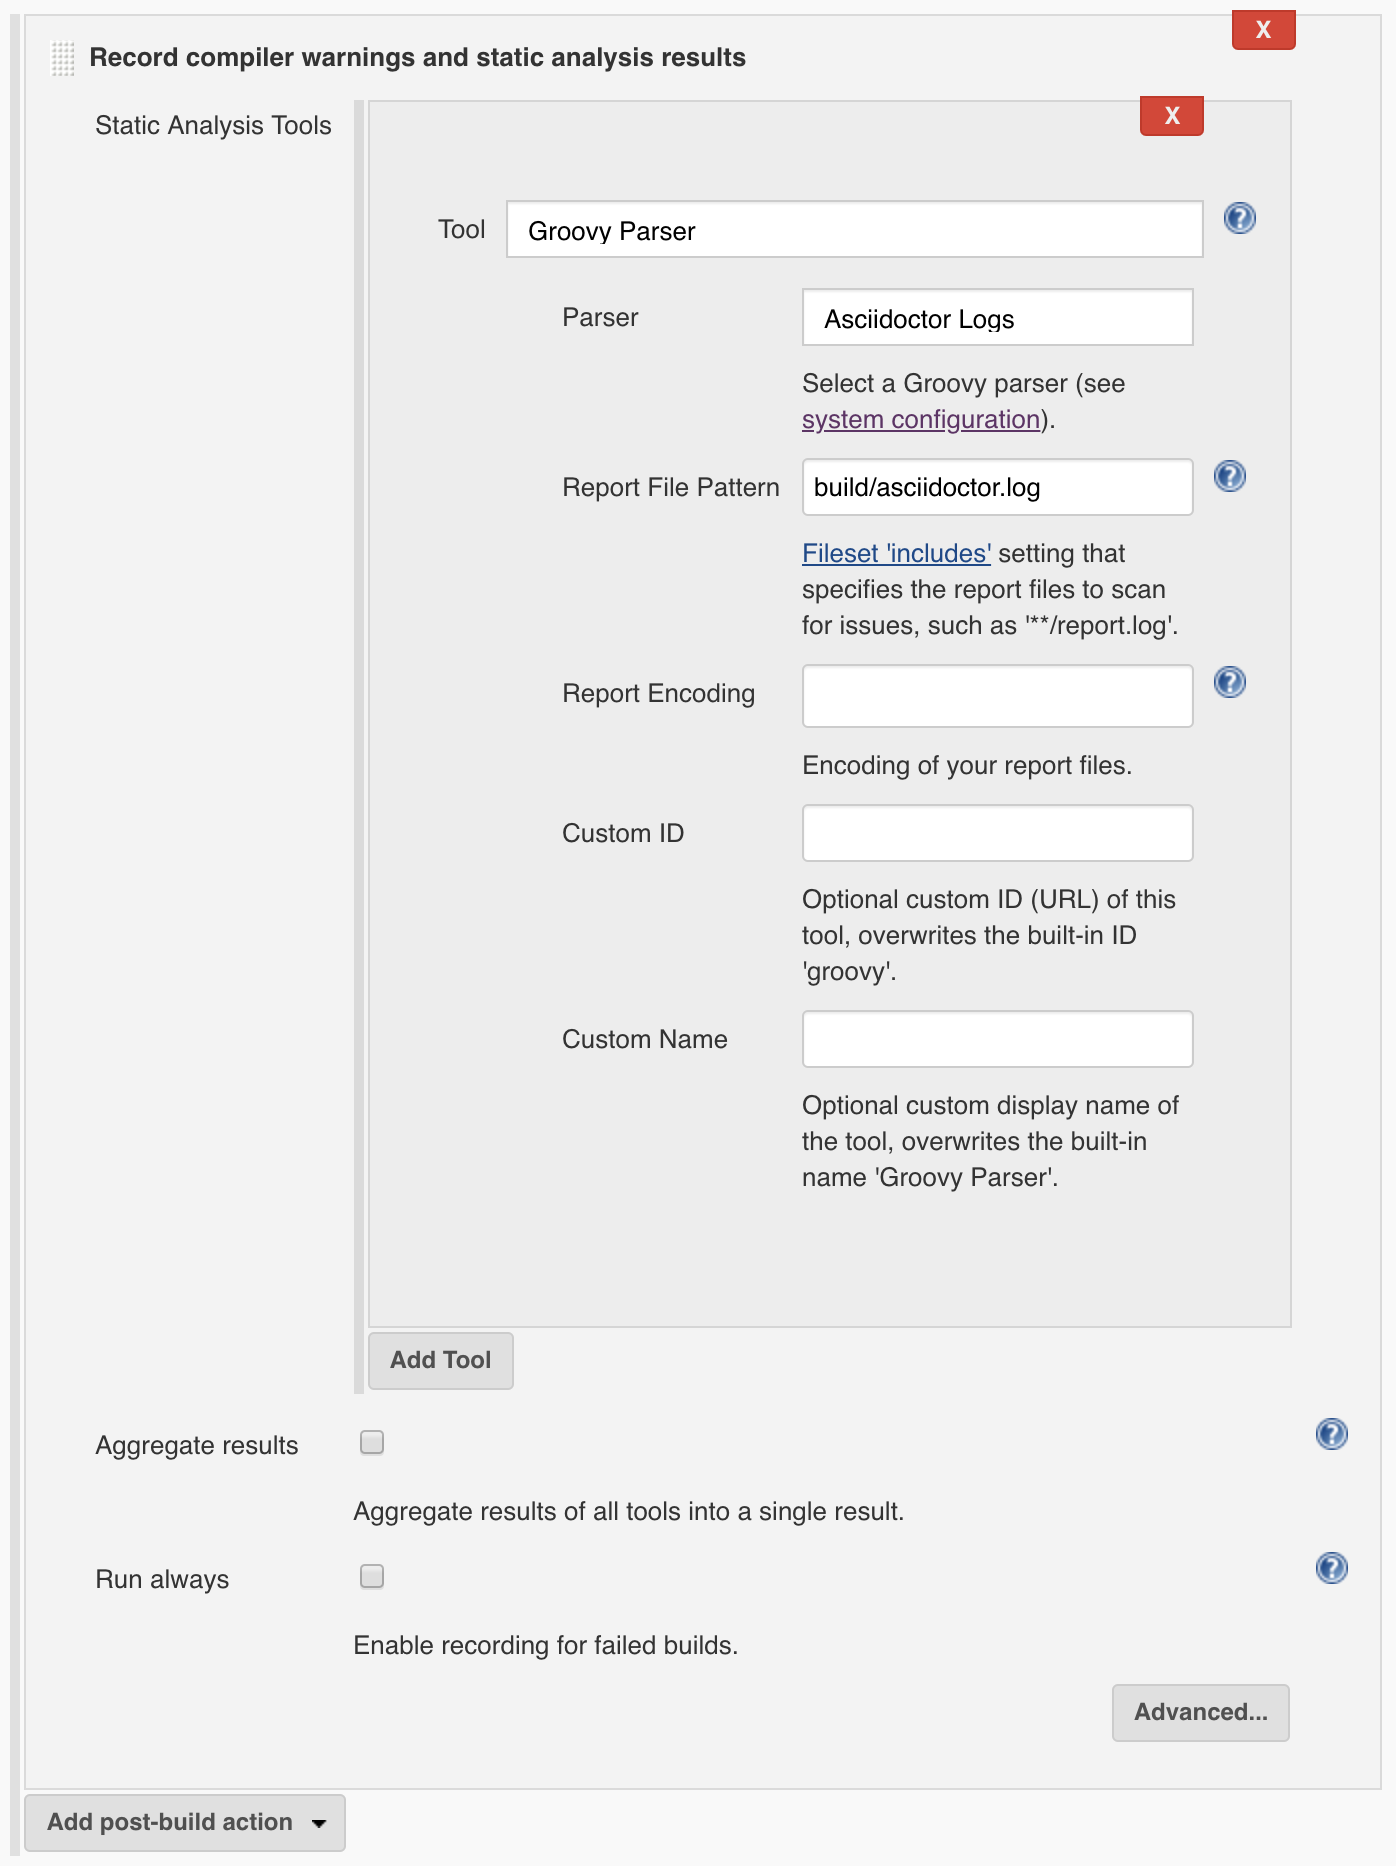 X
Record compiler warnings and static analysis results
Static Analysis Tools
X
Tool
Groovy Parser
?
Parser
Asciidoctor Logs
Select a Groovy parser (see
system configuration).
Report File Pattern
build/asciidoctor.log
?
Fileset 'includes' setting that
specifies the report files to scan
for issues, such as '**/report.log'.
Report Encoding
?
Encoding of your report files.
Custom ID
Optional custom ID (URL) of this
tool, overwrites the built-in ID
'groovy'.
Custom Name
Optional custom display name of
the tool, overwrites the built-in
name 'Groovy Parser'.
Add Tool
Aggregate results
?
Aggregate results of all tools into a single result.
Run always
?
Enable recording for failed builds.
Advanced...
Add post-build action